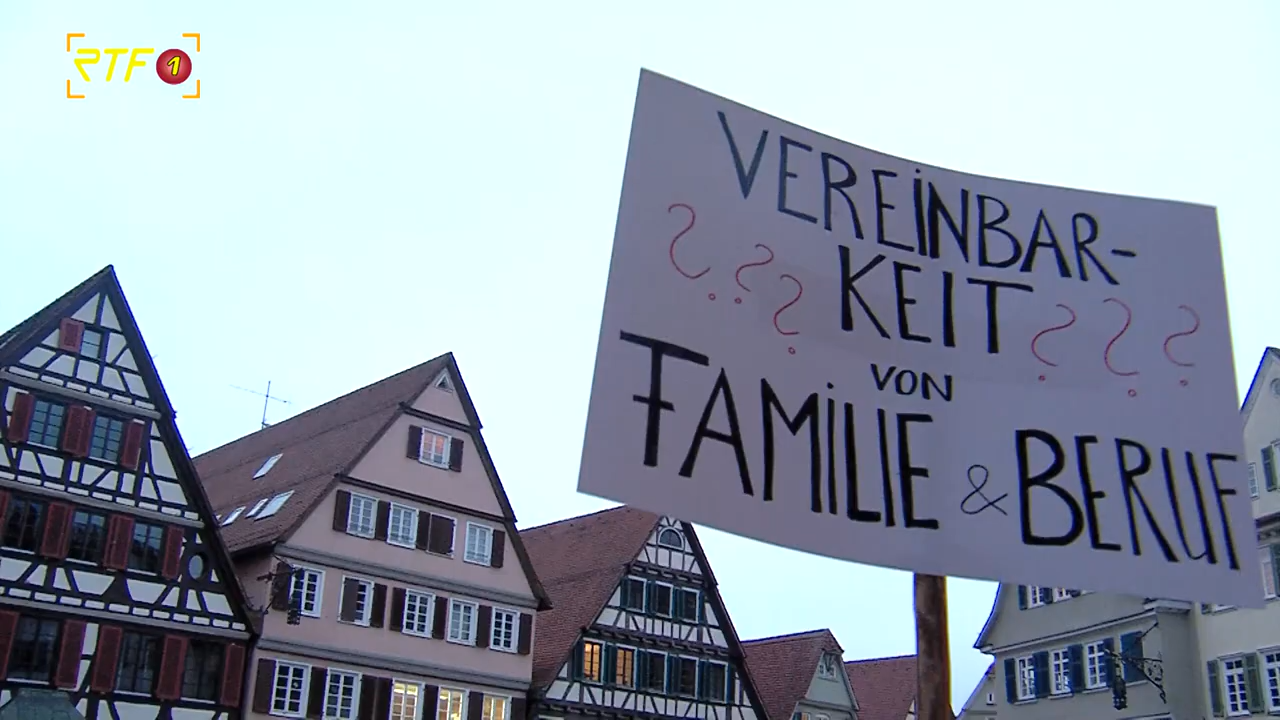 RTF 1
VEREINBAR-
??? KEIT ???
VON
FAMILIE & BERUF